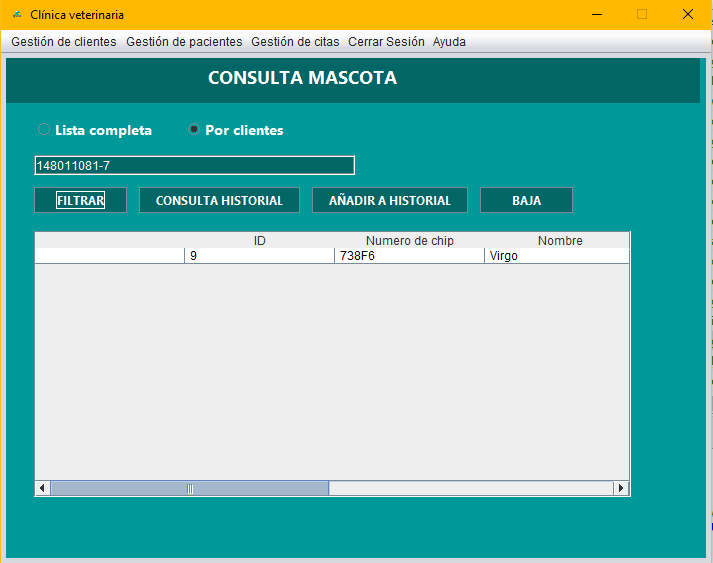 Clínica veterinaria
Gestión de clientes Gestión de pacientes Gestión de citas Cerrar Sesión Ayuda
CONSULTA MASCOTA
Lista completa Por clientes
148011081-7
FILTRAR CONSULTA HISTORIAL AÑADIR A HISTORIAL BAJA
ID Numero de chip Nombre
9 738F6 Virgo